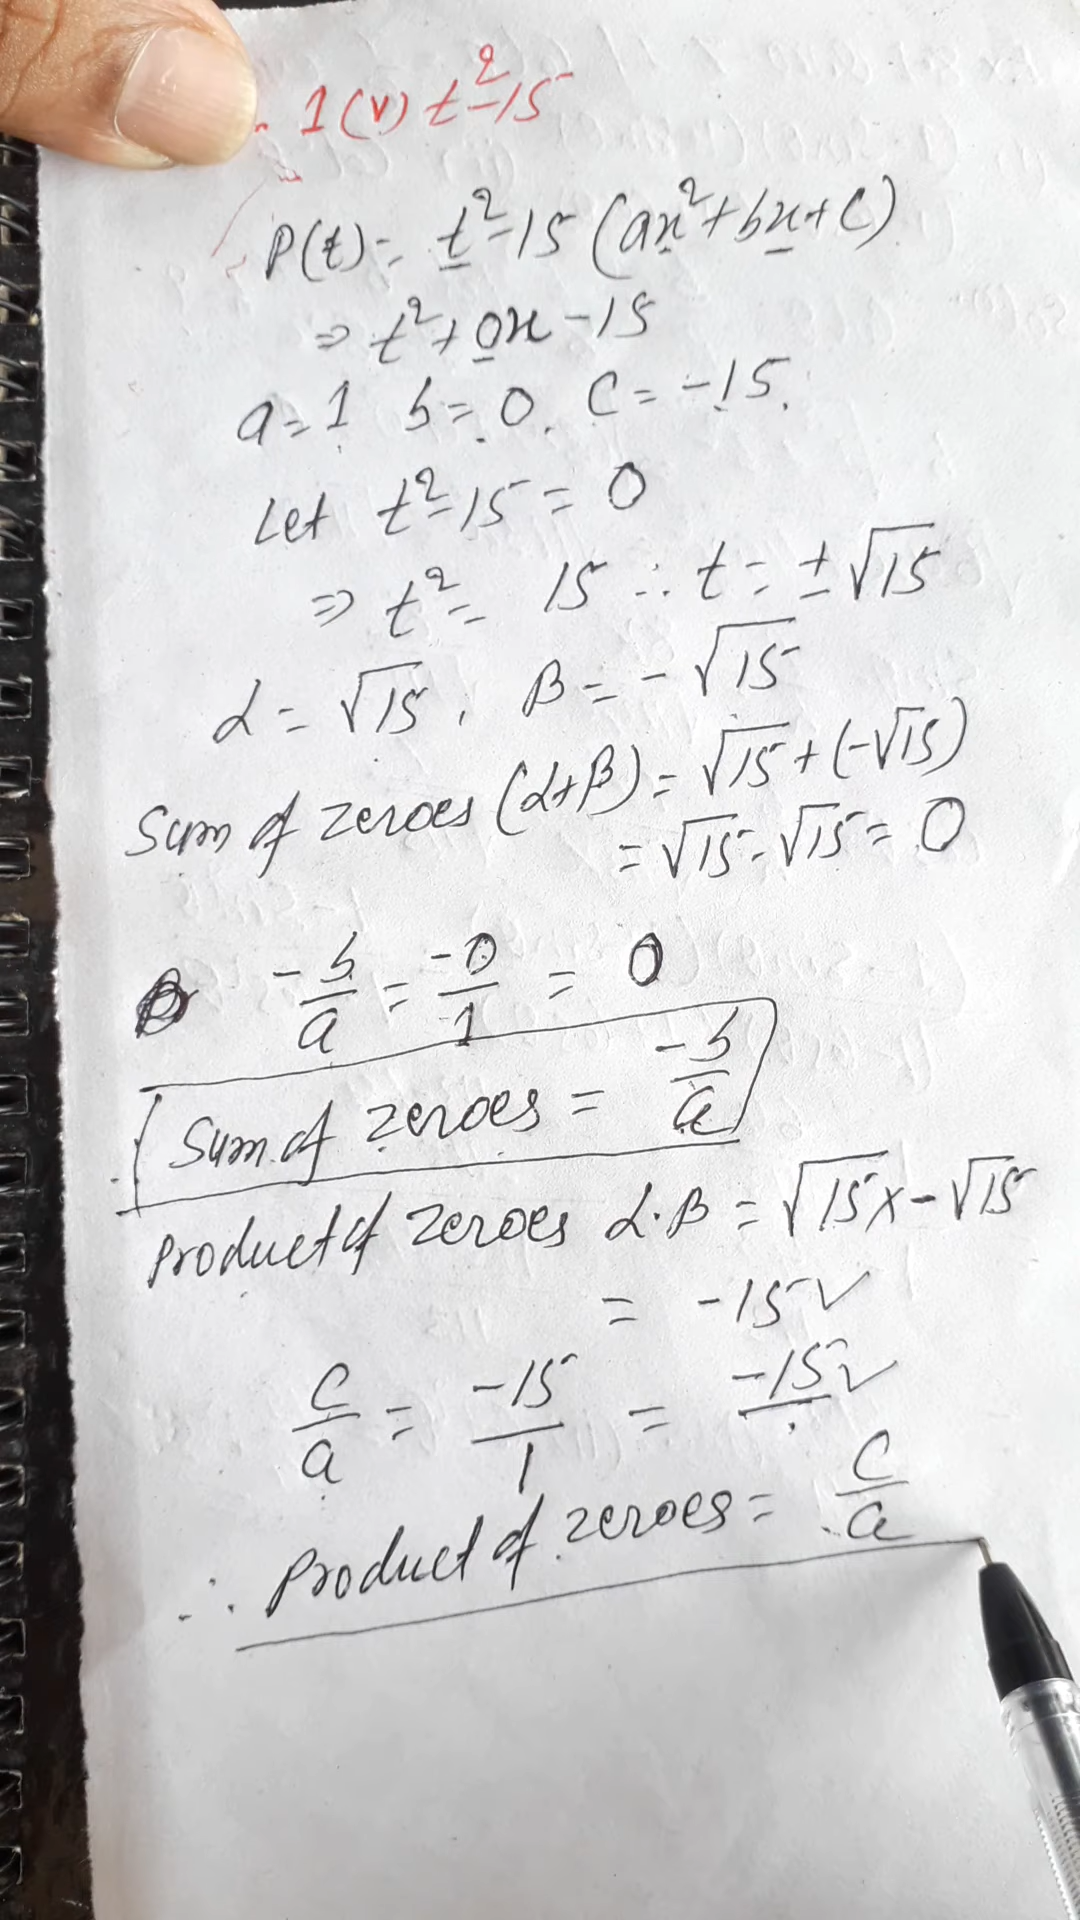 1(v) t²-15
P(t) = t²-15 (ax²+bx+c)
⇒ t²+0x-15
a=1 b=0. c=-15.
Let t²-15=0
⇒ t²= 15 ∴ t=±√15
α=√15, β=-√15
Sum of zeroes (α+β)=√15+(-√15)
=√15-√15=0
-b/a = -0/1 = 0
Sum of zeroes = -b/a
Product of zeroes α.β=√15x-√15
= -15✓
c/a = -15/1 = -15✓
∴ Product of zeroes = c/a